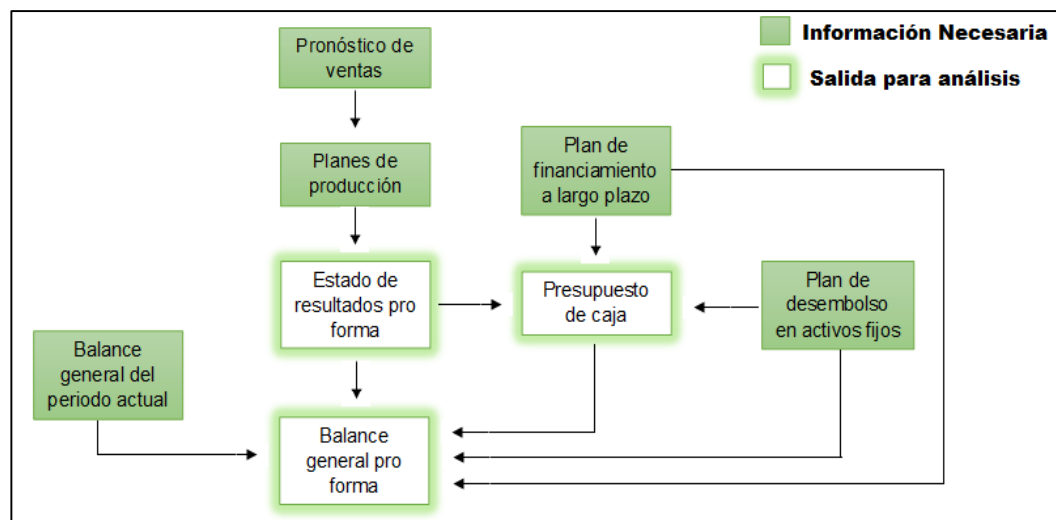 Pronóstico de
ventas
Información Necesaria
Salida para análisis
Planes de
producción
Plan de
financiamiento
a largo plazo
Estado de
resultados pro
forma
Presupuesto
de caja
Plan de
desembolso
en activos fijos
Balance
general del
periodo actual
Balance
general pro
forma